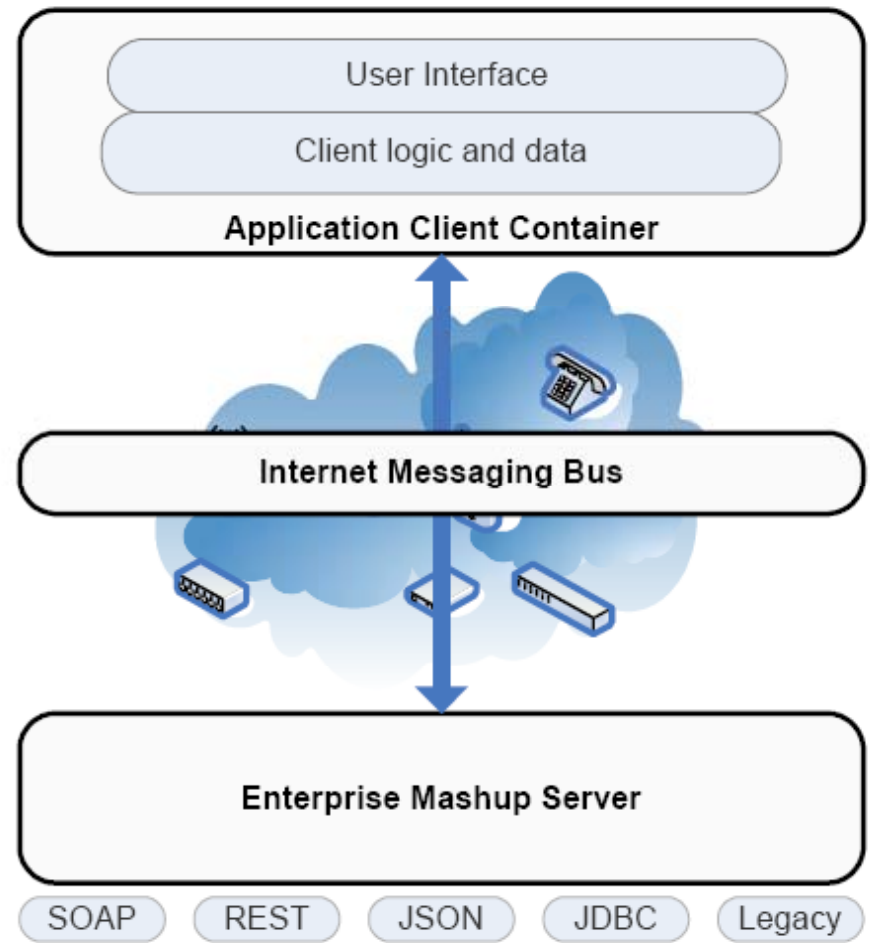 User Interface
Client logic and data
Application Client Container
Internet Messaging Bus
Enterprise Mashup Server
SOAP REST JSON JDBC Legacy